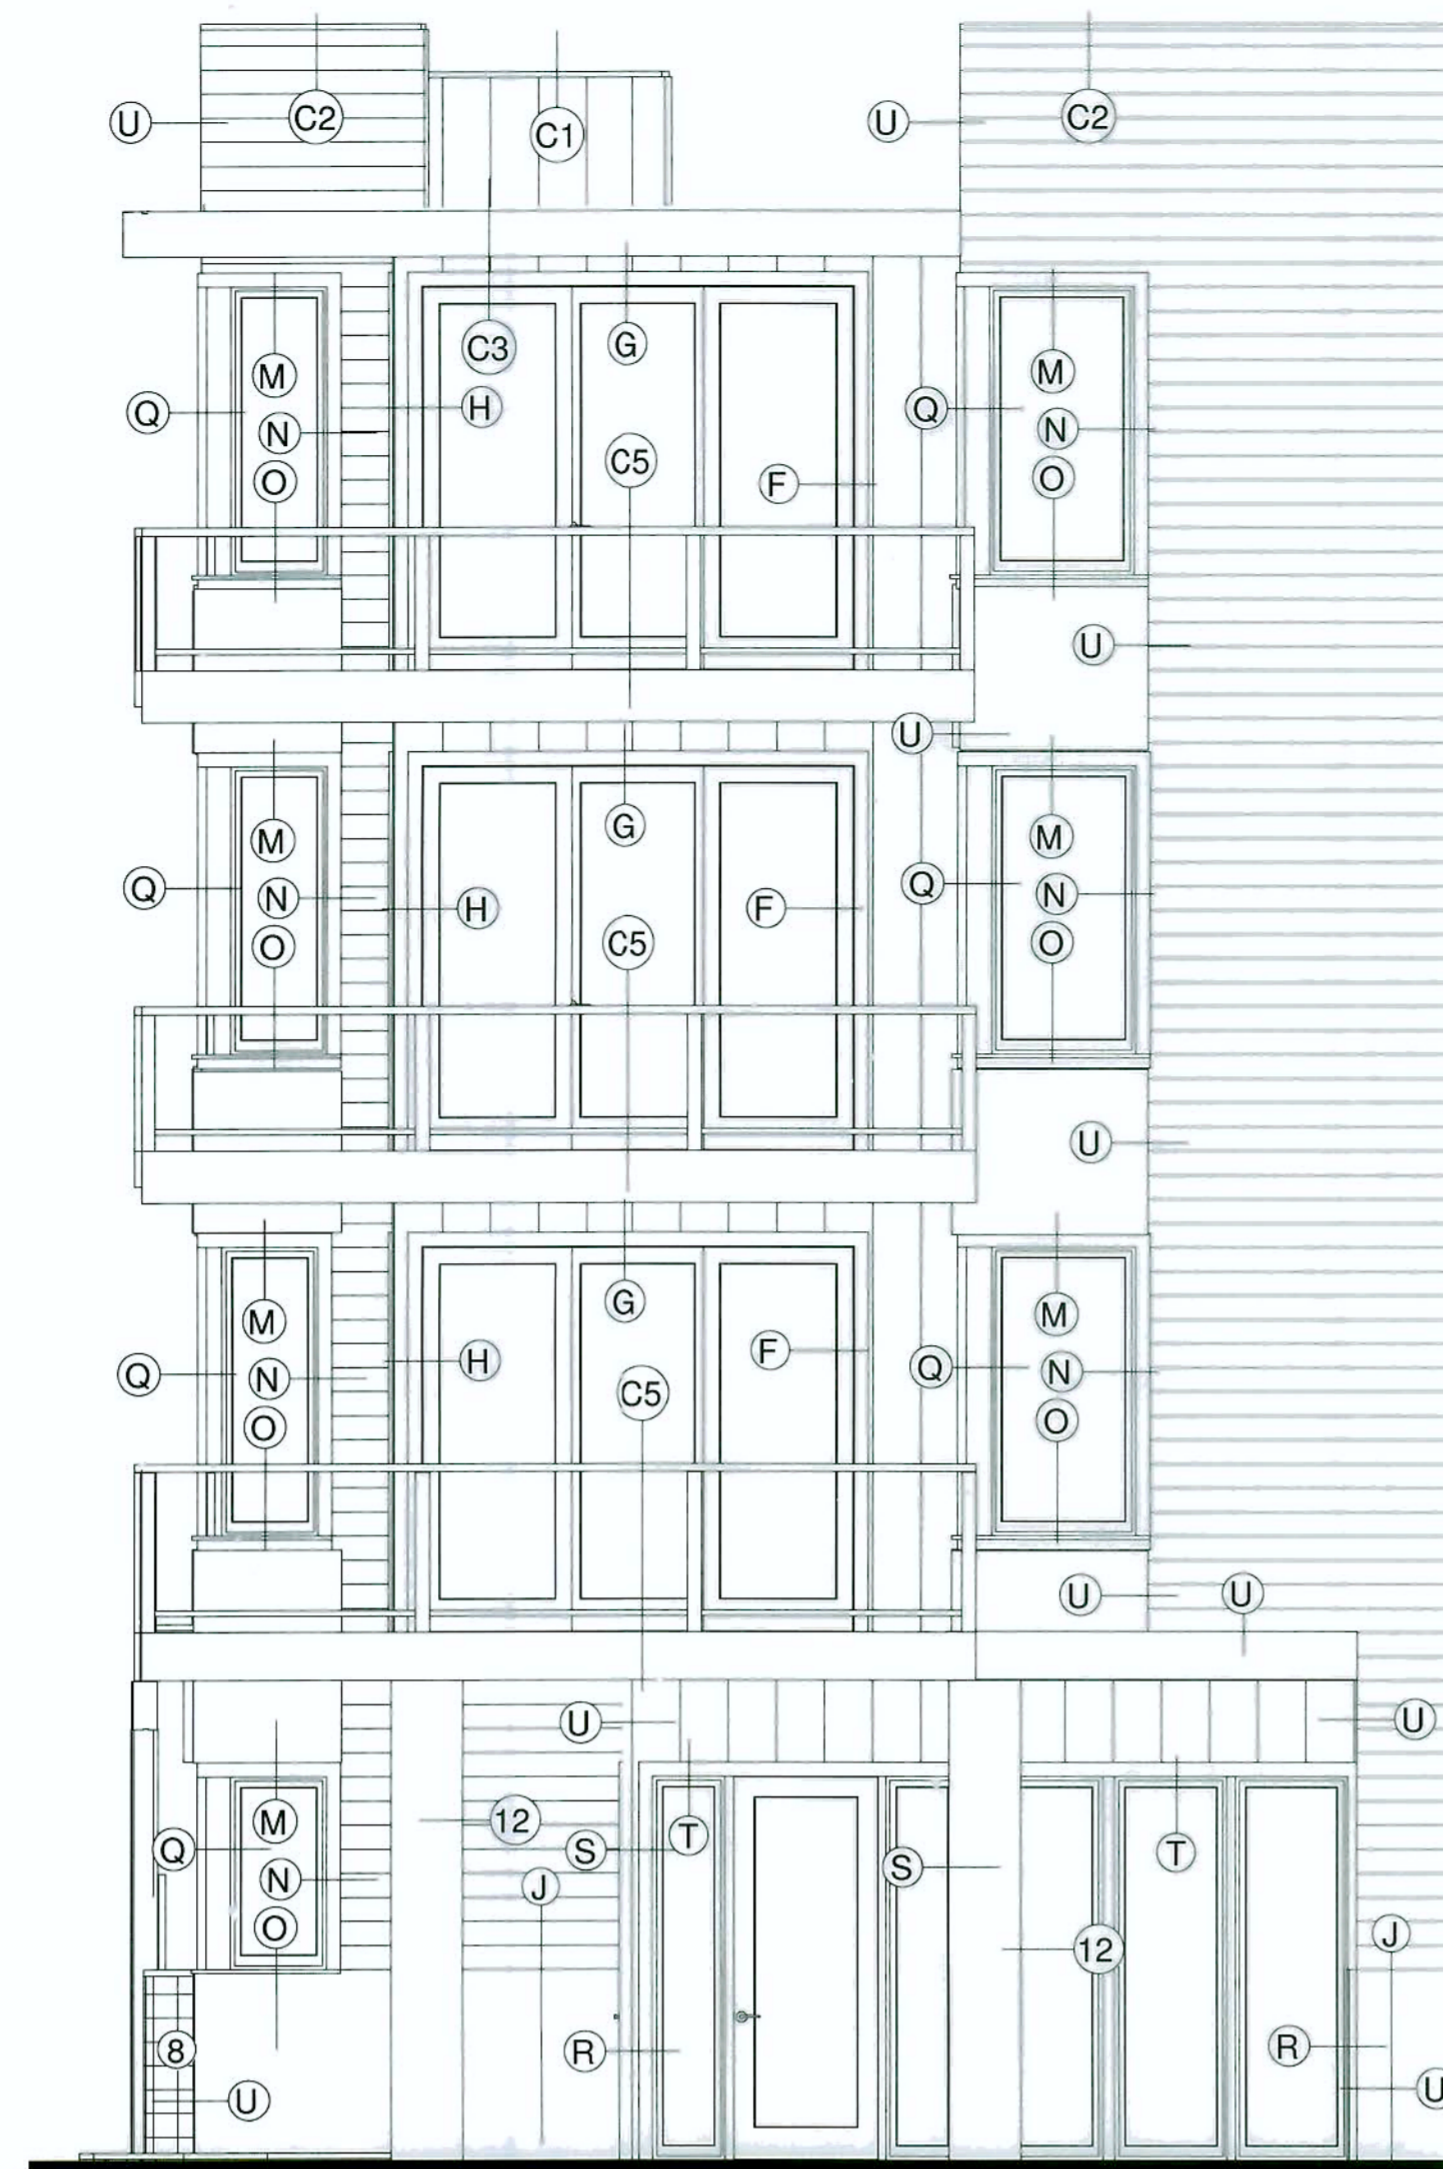 U C2 C1 U C2
C3 G
M M
Q H Q
N N
C5
O F O
U
U
M G M
Q N H F Q N
O C5 O
U
M G M
Q N H F Q N
O C5 O
U U
U U
M 12 T
Q S S T
N J
O 12 J
8 R R
U U